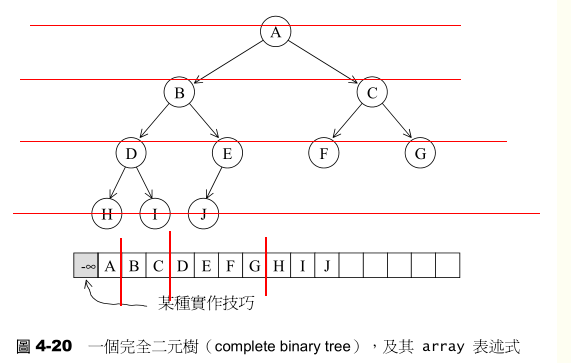 A
B C
D E F G
H I J
-∞ A B C D E F G H I J
某種實作技巧
圖 4-20 一個完全二元樹（complete binary tree），及其 array 表述式